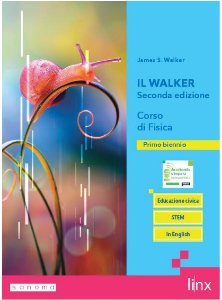 James S. Walker
IL WALKER
Seconda edizione
Corso
di Fisica
Primo biennio
Educazione civica
STEM
In English
sanoma
linx